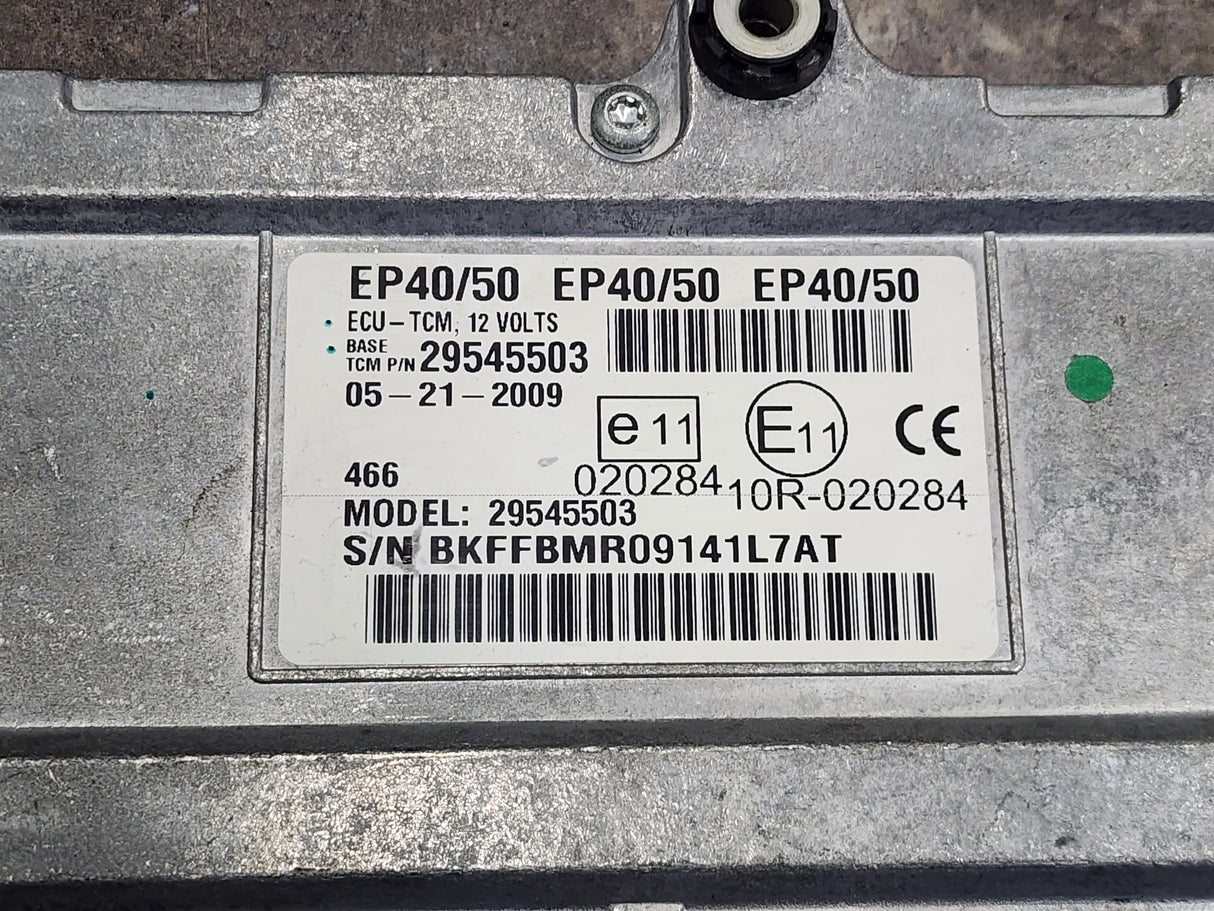 EP40/50 EP40/50 EP40/50
ECU – TCM, 12 VOLTS
BASE
TCM P/N 29545503
05 – 21 – 2009
e 11
E11
CE
020284
10R-020284
466
MODEL: 29545503
S/N BKFFBMR09141L7AT